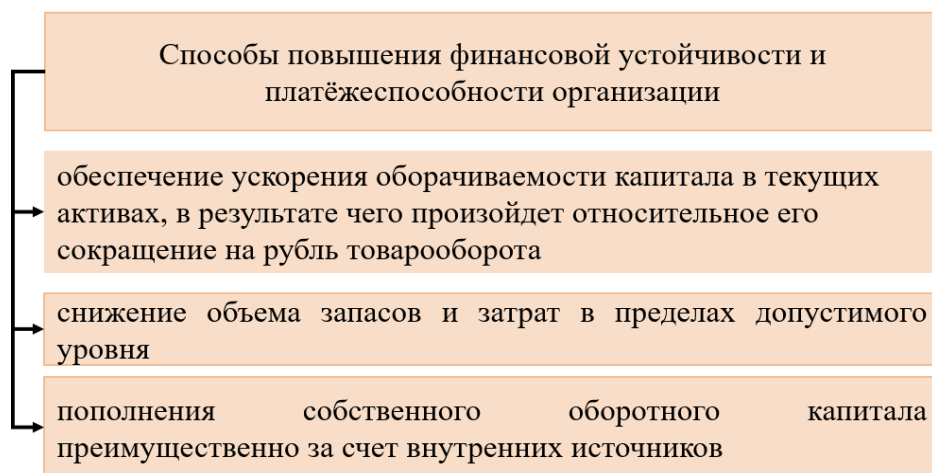 Способы повышения финансовой устойчивости и
платёжеспособности организации
обеспечение ускорения оборачиваемости капитала в текущих
активах, в результате чего произойдет относительное его
сокращение на рубль товарооборота
снижение объема запасов и затрат в пределах допустимого
уровня
пополнения собственного оборотного капитала
преимущественно за счет внутренних источников